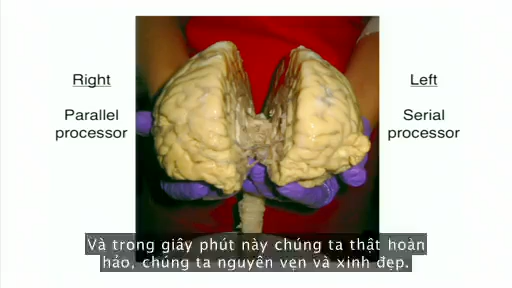 Right
Left
Parallel
processor
Serial
processor
Và trong giây phút này chúng ta thật hoàn
hảo, chúng ta nguyên vẹn và xinh đẹp.